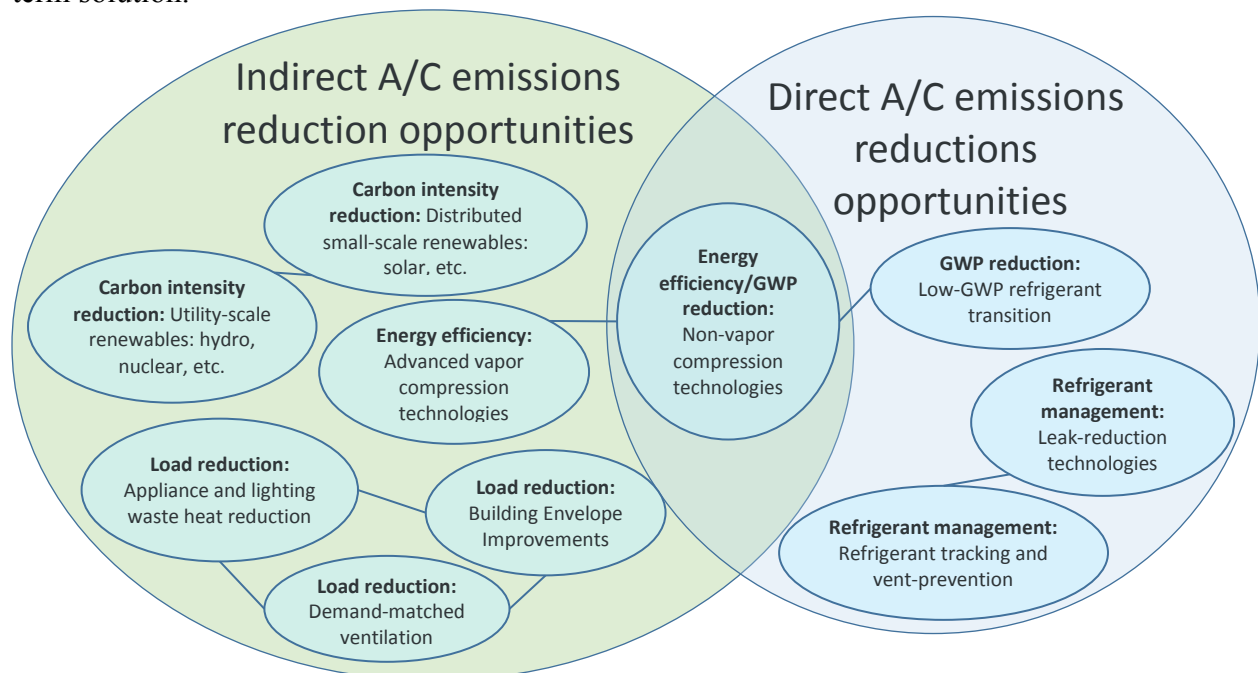 term solution.
Indirect A/C emissions
reduction opportunities
Direct A/C emissions
reductions
opportunities
Carbon intensity
reduction: Distributed
small-scale renewables:
solar, etc.
Carbon intensity
reduction: Utility-scale
renewables: hydro,
nuclear, etc.
Energy efficiency:
Advanced vapor
compression
technologies
Energy
efficiency/GWP
reduction:
Non-vapor
compression
technologies
GWP reduction:
Low-GWP refrigerant
transition
Refrigerant
management:
Leak-reduction
technologies
Load reduction:
Appliance and lighting
waste heat reduction
Load reduction:
Building Envelope
Improvements
Refrigerant management:
Refrigerant tracking and
vent-prevention
Load reduction:
Demand-matched
ventilation